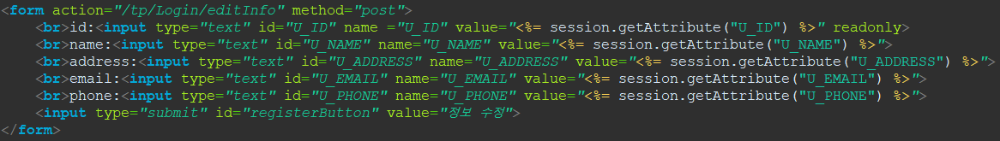 <form action="/tp/Login/editInfo" method="post">
<br>id:<input type="text" id="U_ID" name ="U_ID" value="<%= session.getAttribute("U_ID") %>" readonly>
<br>name:<input type="text" id="U_NAME" name="U_NAME" value="<%= session.getAttribute("U_NAME") %>">
<br>address:<input type="text" id="U_ADDRESS" name="U_ADDRESS" value="<%= session.getAttribute("U_ADDRESS") %>">
<br>email:<input type="text" id="U_EMAIL" name="U_EMAIL" value="<%= session.getAttribute("U_EMAIL") %>">
<br>phone:<input type="text" id="U_PHONE" name="U_PHONE" value="<%= session.getAttribute("U_PHONE") %>">
<input type="submit" id="registerButton" value="정보 수정">
</form>